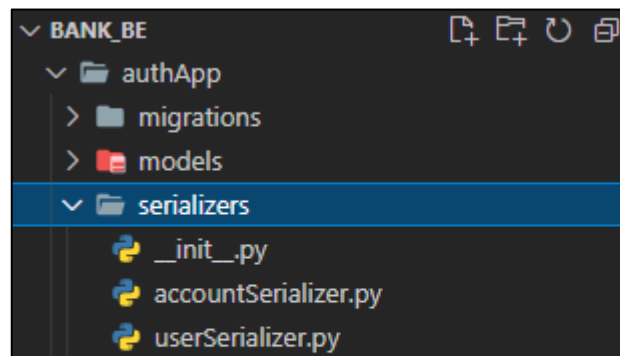 BANK_BE
authApp
migrations
models
serializers
__init__.py
accountSerializer.py
userSerializer.py